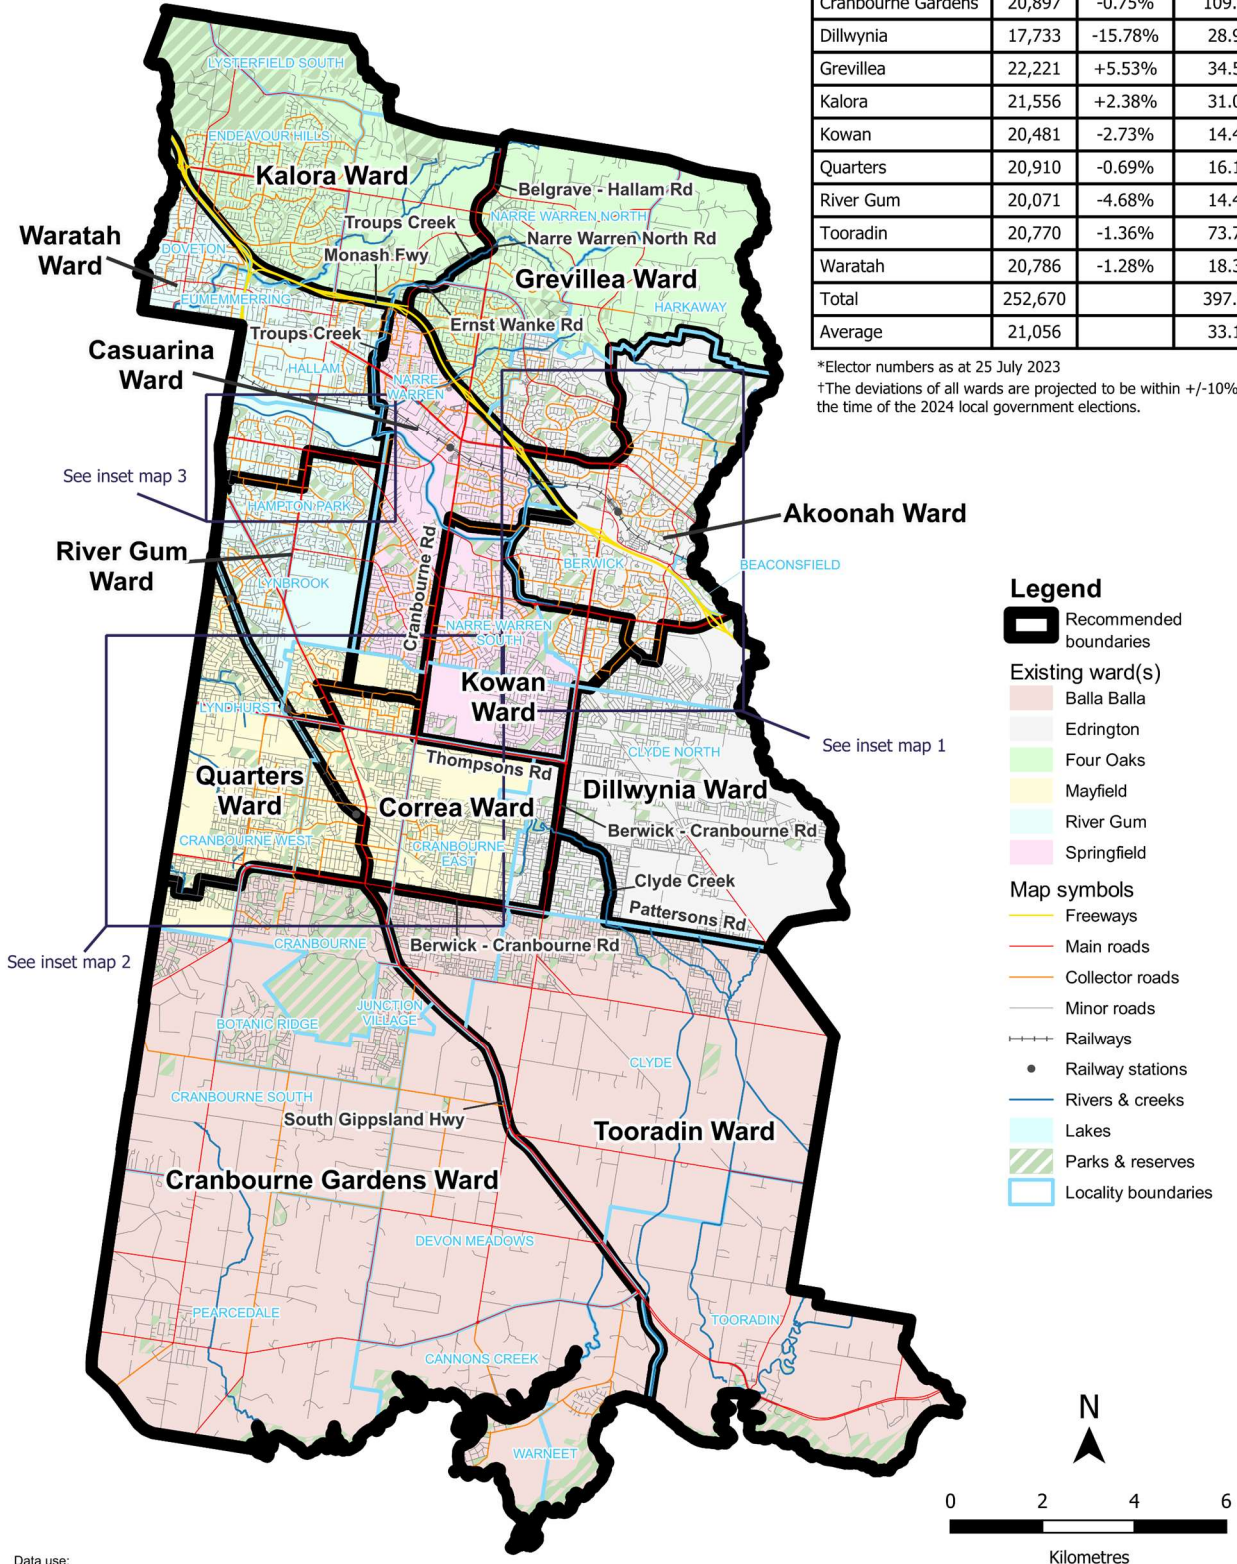 Cranbourne Gardens 20,897 -0.75% 109.
Dillwynia 17,733 -15.78% 28.9
Grevillea 22,221 +5.53% 34.5
Kalora 21,556 +2.38% 31.0
Kowan 20,481 -2.73% 14.4
Quarters 20,910 -0.69% 16.1
River Gum 20,071 -4.68% 14.4
Tooradin 20,770 -1.36% 73.7
Waratah 20,786 -1.28% 18.3
Total 252,670 397.
Average 21,056 33.1
*Elector numbers as at 25 July 2023
†The deviations of all wards are projected to be within +/-10%
the time of the 2024 local government elections.
LYSTERFIELD SOUTH
ENDEAVOUR HILLS
Kalora Ward
Belgrave - Hallam Rd
Troups Creek
NARRE WARREN NORTH
Waratah
Ward
DOVETON
Monash Fwy
Narre Warren North Rd
Grevillea Ward
EUMEMMERRING
HARKAWAY
Troups Creek
Ernst Wanke Rd
Casuarina
Ward
HALLAM
NARRE
WARREN
See inset map 3
HAMPTON PARK
Akoonah Ward
River Gum
Ward
LYNBROOK
Cranbourne Rd
BERWICK
BEACONSFIELD
NARRE WARREN
SOUTH
Kowan
Ward
LYNDHURST
See inset map 1
CLYDE NORTH
Thompsons Rd
Quarters
Ward
Correa Ward
Dillwynia Ward
Berwick - Cranbourne Rd
CRANBOURNE WEST
CRANBOURNE
EAST
Clyde Creek
Pattersons Rd
See inset map 2
CRANBOURNE
Berwick - Cranbourne Rd
JUNCTION
VILLAGE
BOTANIC RIDGE
CLYDE
CRANBOURNE SOUTH
South Gippsland Hwy
Tooradin Ward
Cranbourne Gardens Ward
DEVON MEADOWS
PEARCEDALE
TOORADIN
CANNONS CREEK
WARNEET
Legend
Recommended
boundaries
Existing ward(s)
Balla Balla
Edrington
Four Oaks
Mayfield
River Gum
Springfield
Map symbols
Freeways
Main roads
Collector roads
Minor roads
Railways
Railway stations
Rivers & creeks
Lakes
Parks & reserves
Locality boundaries
N
0 2 4 6
Kilometres
Data use: